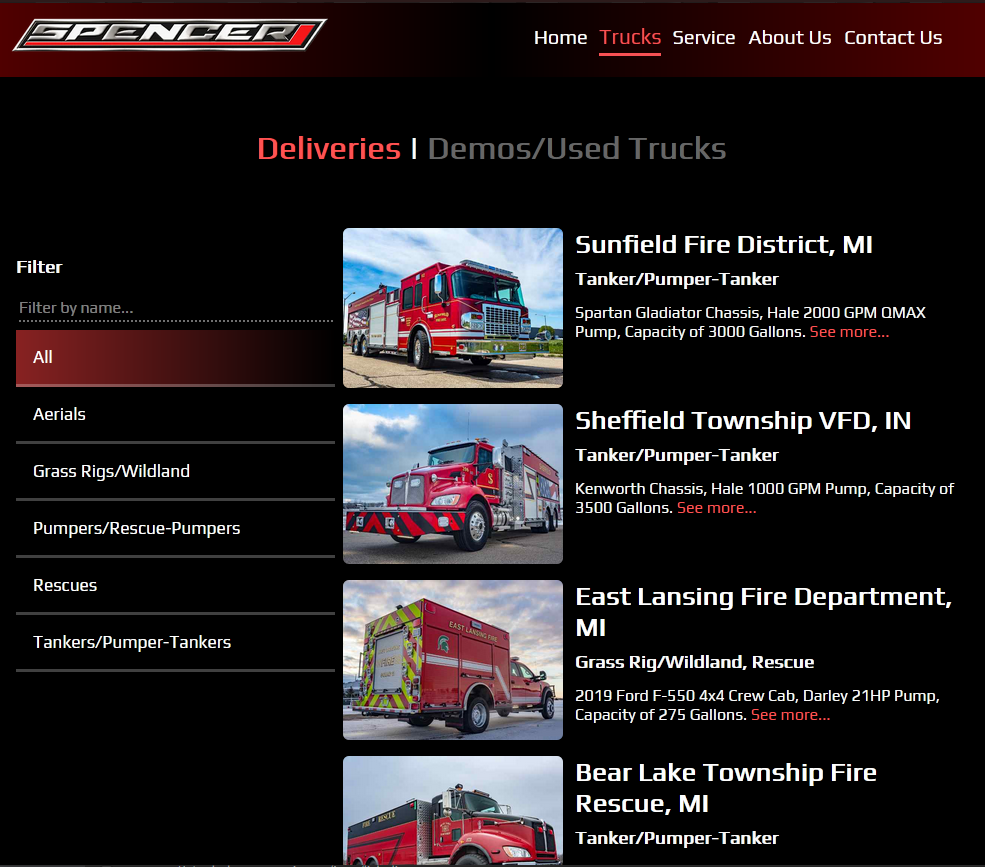 SPENCER
Home Trucks Service About Us Contact Us
Deliveries | Demos/Used Trucks
Filter
Filter by name...
All
Aerials
Grass Rigs/Wildland
Pumpers/Rescue-Pumpers
Rescues
Tankers/Pumper-Tankers
Sunfield Fire District, MI
Tanker/Pumper-Tanker
Spartan Gladiator Chassis, Hale 2000 GPM QMAX
Pump, Capacity of 3000 Gallons. See more...
Sheffield Township VFD, IN
Tanker/Pumper-Tanker
Kenworth Chassis, Hale 1000 GPM Pump, Capacity of
3500 Gallons. See more...
EAST LANSING FIRE
East Lansing Fire Department,
MI
Grass Rig/Wildland, Rescue
2019 Ford F-550 4x4 Crew Cab, Darley 21HP Pump,
Capacity of 275 Gallons. See more...
FIRE RESCUE
Bear Lake Township Fire
Rescue, MI
Tanker/Pumper-Tanker